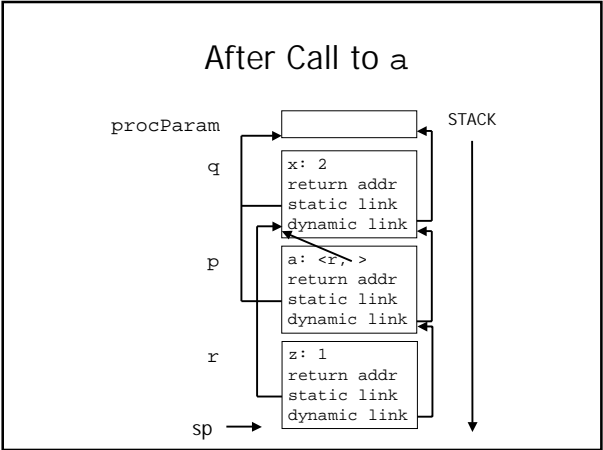 After Call to a
procParam
STACK
q
x: 2
return addr
static link
dynamic link
p
a: <r, >
return addr
static link
dynamic link
r
z: 1
return addr
static link
dynamic link
sp